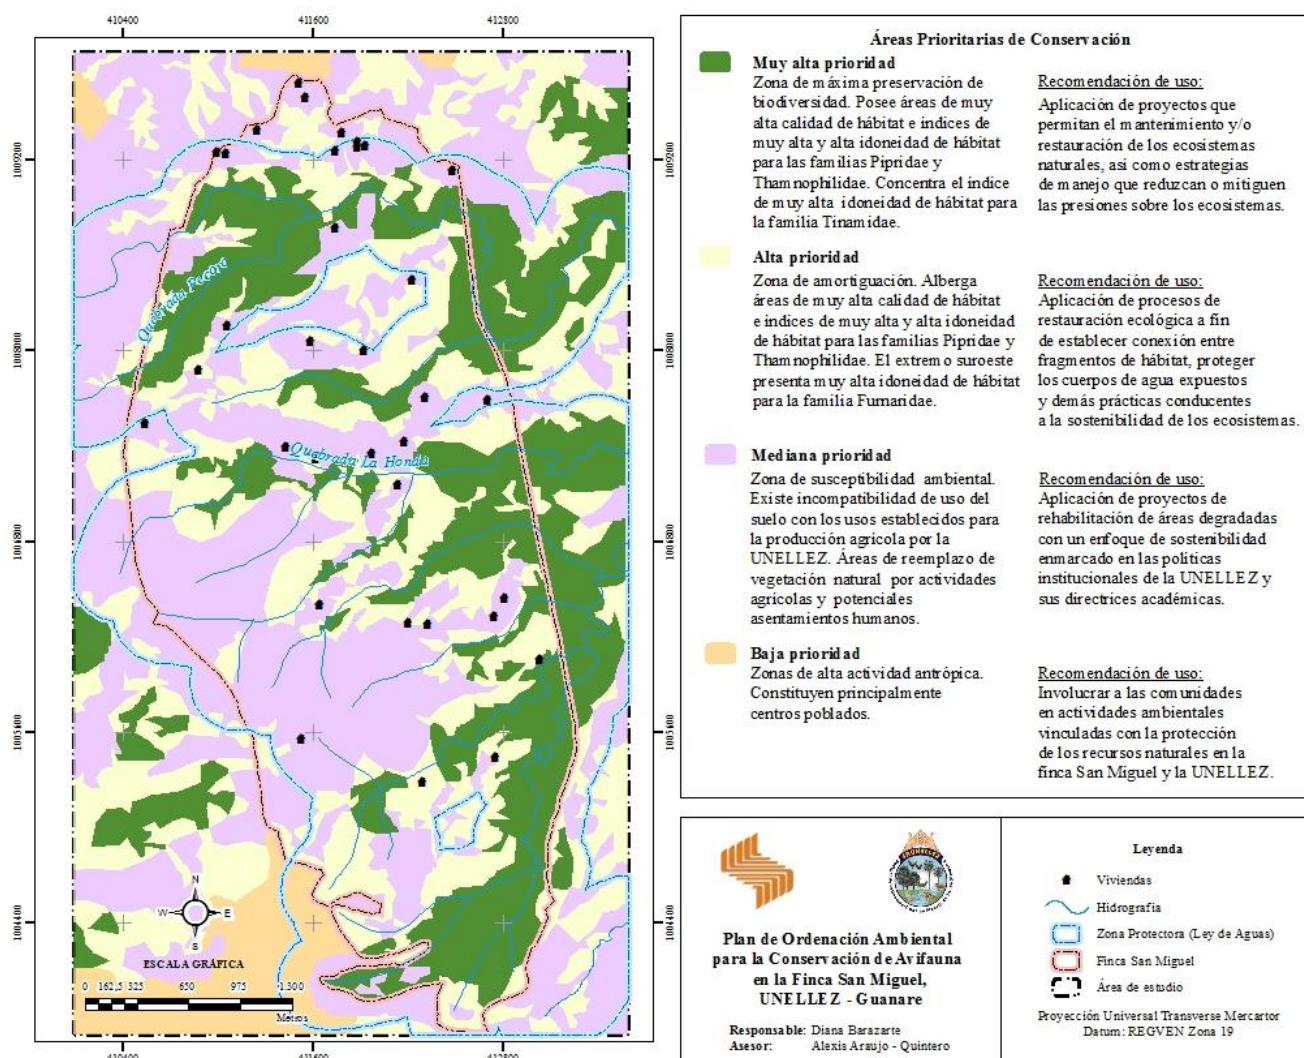 410400
411600
412800
1009200
1009200
1008000
1008000
1006800
1006800
1005600
1005600
1004400
1004400
410400
411600
412800
Quebrada Pecore
Quebrada La Honda
N
W
E
S
ESCALA GRÁFICA
0 162,5 325 650 975 1.300
Metros
Áreas Prioritarias de Conservación
Muy alta prioridad
Zona de máxima preservación de
biodiversidad. Posee áreas de muy
alta calidad de hábitat e índices de
muy alta y alta idoneidad de hábitat
para las familias Pipridae y
Thamnophilidae. Concentra el índice
de muy alta idoneidad de hábitat para
la familia Tinamidae.
Recomendación de uso:
Aplicación de proyectos que
permitan el mantenimiento y/o
restauración de los ecosistemas
naturales, así como estrategias
de manejo que reduzcan o mitiguen
las presiones sobre los ecosistemas.
Alta prioridad
Zona de amortiguación. Alberga
áreas de muy alta calidad de hábitat
e índices de muy alta y alta idoneidad
de hábitat para las familias Pipridae y
Thamnophilidae. El extremo suroeste
presenta muy alta idoneidad de hábitat
para la familia Furnaridae.
Recomendación de uso:
Aplicación de procesos de
restauración ecológica a fin
de establecer conexión entre
fragmentos de hábitat, proteger
los cuerpos de agua expuestos
y demás prácticas conducentes
a la sostenibilidad de los ecosistemas.
Mediana prioridad
Zona de susceptibilidad ambiental.
Existe incompatibilidad de uso del
suelo con los usos establecidos para
la producción agrícola por la
UNELLEZ. Áreas de reemplazo de
vegetación natural por actividades
agrícolas y potenciales
asentamientos humanos.
Recomendación de uso:
Aplicación de proyectos de
rehabilitación de áreas degradadas
con un enfoque de sostenibilidad
enmarcado en las políticas
institucionales de la UNELLEZ y
sus directrices académicas.
Baja prioridad
Zonas de alta actividad antrópica.
Constituyen principalmente
centros poblados.
Recomendación de uso:
Involucrar a las comunidades
en actividades ambientales
vinculadas con la protección
de los recursos naturales en la
finca San Miguel y la UNELLEZ.
Plan de Ordenación Ambiental
para la Conservación de Avifauna
en la Finca San Miguel,
UNELLEZ - Guanare
Responsable: Diana Barazarte
Asesor: Alexis Araujo - Quintero
Leyenda
Viviendas
Hidrografía
Zona Protectora (Ley de Aguas)
Finca San Miguel
Área de estudio
Proyección Universal Transverse Mercartor
Datum: REGVEN Zona 19